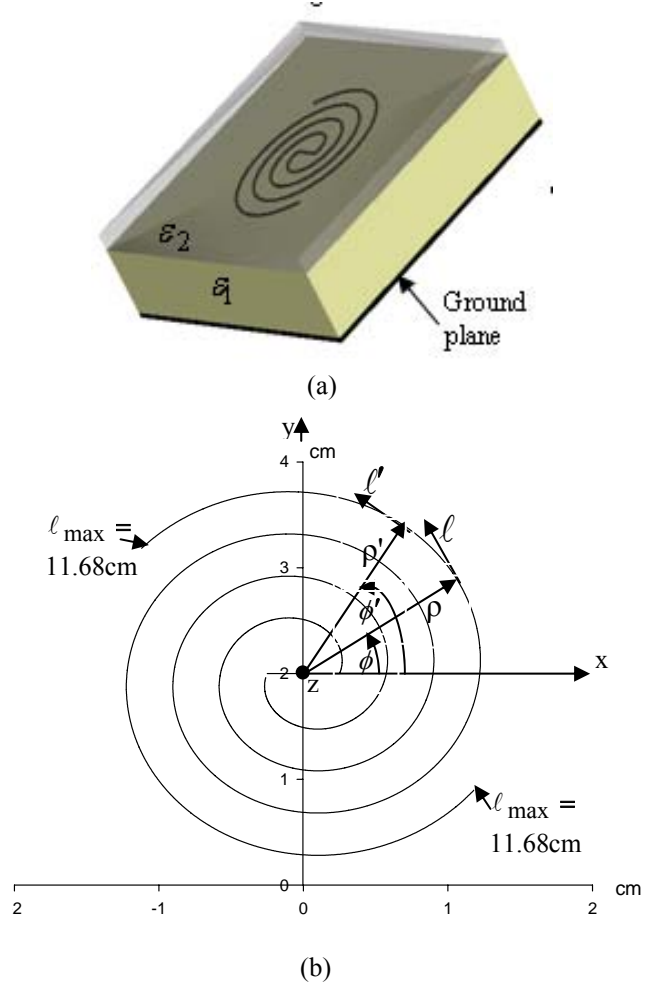 ε2
ε1
Ground
plane
(a)
y
cm
4
ℓ'
ℓ max =
11.68cm
ℓ
3
ρ'
ϕ'
ρ
ϕ
x
2
z
1
ℓ max =
11.68cm
0
cm
2 -1 0 1 2
(b)